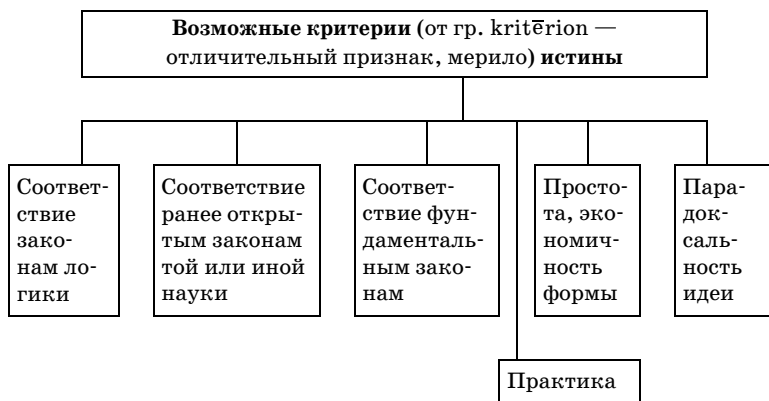 Возможные критерии (от гр. kritērion —
отличительный признак, мерило) истины
Соответ-
ствие
зако-
нам ло-
гики
Соответствие
ранее откры-
тым законам
той или иной
науки
Соответ-
ствие фун-
даменталь-
ным зако-
нам
Просто-
та, эко-
номич-
ность
формы
Пара-
док-
саль-
ность
идеи
Практика